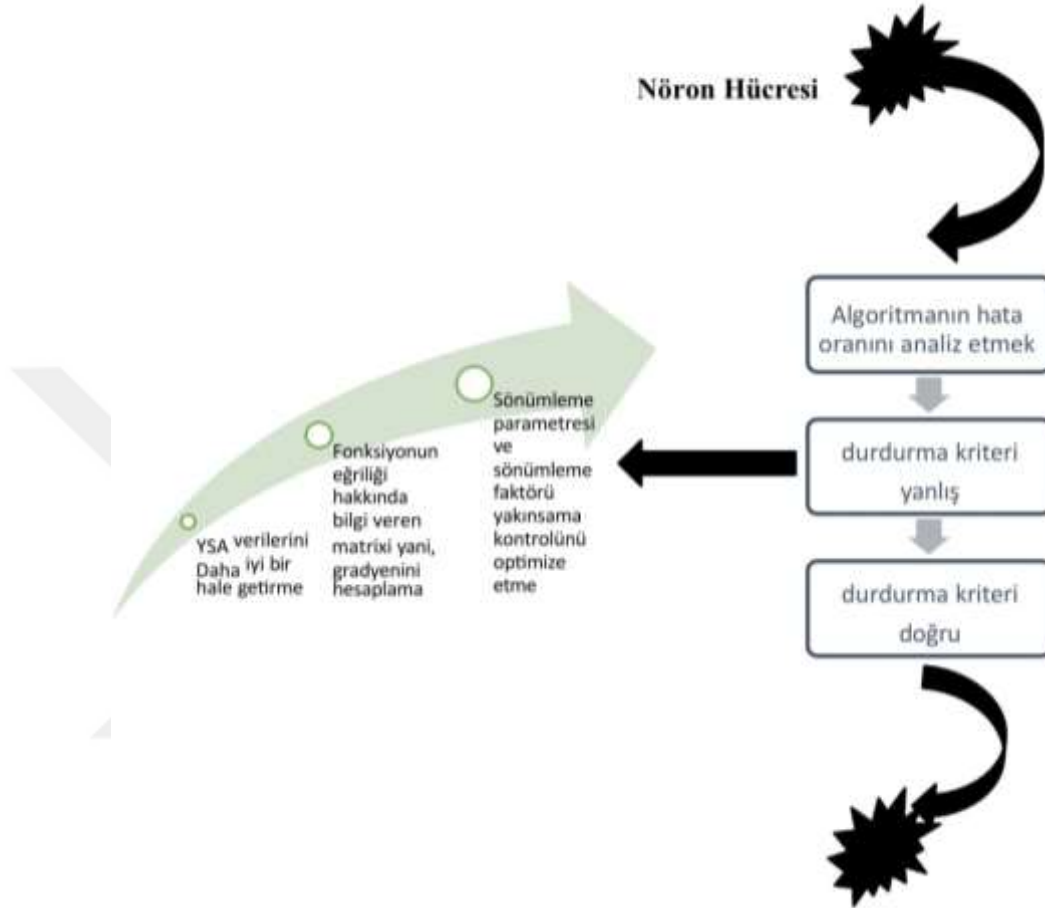 Nöron Hücresi
Algoritmanın hata
oranını analiz etmek
durdurma kriteri
yanlış
durdurma kriteri
doğru
Sönümleme
parametresi
ve
sönümleme
faktörü
yakınsama
kontrolünü
optimize
etme
Fonksiyonun
eğriliği
hakkında
bilgi veren
matrixi yani,
gradyenini
hesaplama
YSA verilerini
Daha iyi bir
hale getirme